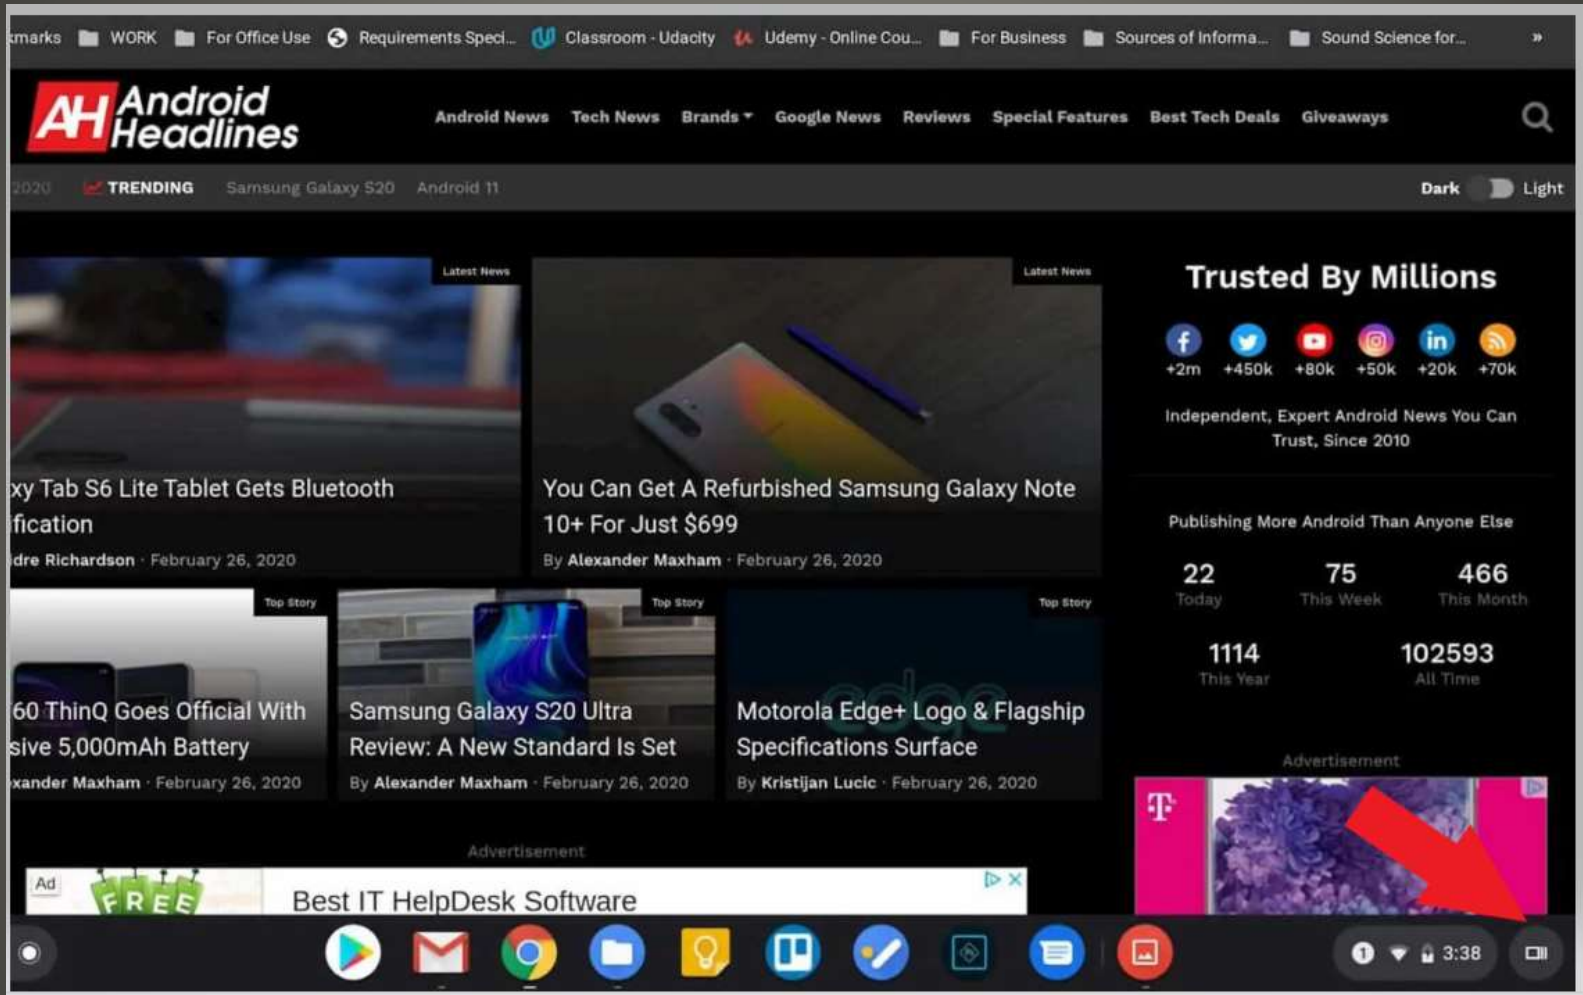 kmarks WORK For Office Use Requirements Speci... Classroom - Udacity Udemy - Online Cou... For Business Sources of Informa... Sound Science for... »
AH Android Headlines
Android News Tech News Brands Google News Reviews Special Features Best Tech Deals Giveaways
2020 TRENDING Samsung Galaxy S20 Android 11
Dark Light
Latest News
xy Tab S6 Lite Tablet Gets Bluetooth
ification
dre Richardson · February 26, 2020
Latest News
You Can Get A Refurbished Samsung Galaxy Note
10+ For Just $699
By Alexander Maxham · February 26, 2020
Top Story
60 ThinQ Goes Official With
sive 5,000mAh Battery
xander Maxham · February 26, 2020
Top Story
Samsung Galaxy S20 Ultra
Review: A New Standard Is Set
By Alexander Maxham · February 26, 2020
Top Story
edge
Motorola Edge+ Logo & Flagship
Specifications Surface
By Kristijan Lucic · February 26, 2020
Trusted By Millions
f in
+2m +450k +80k +50k +20k +70k
Independent, Expert Android News You Can
Trust, Since 2010
Publishing More Android Than Anyone Else
22 75 466
Today This Week This Month
1114 102593
This Year All Time
Advertisement
T
Advertisement
Ad
FREE
Best IT HelpDesk Software
1 3:38